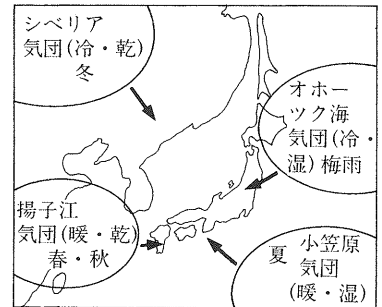 シベリア
気団(冷・乾)
冬
オホー
ツク海
気団(冷・
湿)梅雨
揚子江
気団(暖・乾)
春・秋
夏 小笠原
気団
(暖・湿)